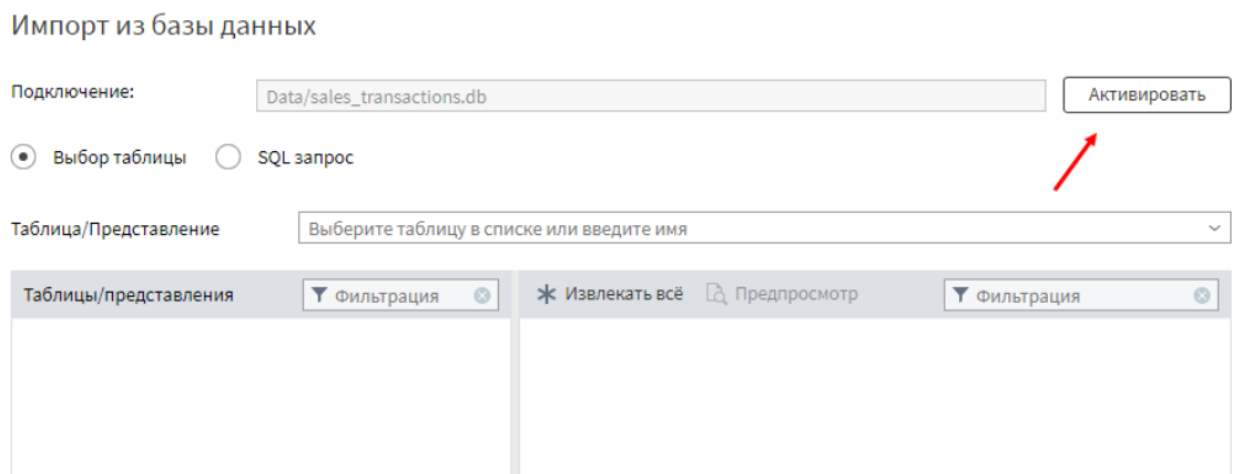 Импорт из базы данных
Подключение: Data/sales_transactions.db Активировать
Выбор таблицы SQL запрос
Таблица/Представление Выберите таблицу в списке или введите имя
Таблицы/представления Фильтрация Извлекать всё Предпросмотр Фильтрация